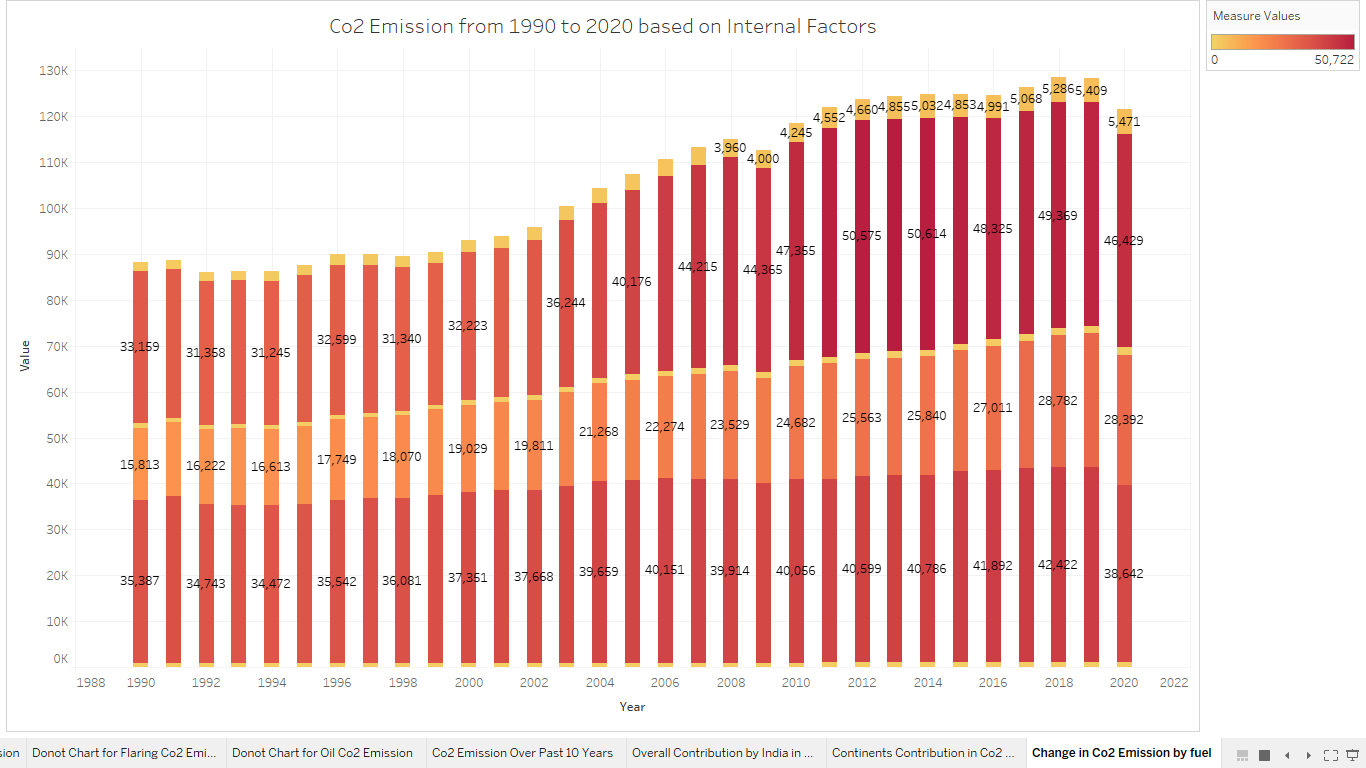 Co2 Emission from 1990 to 2020 based on Internal Factors
Measure Values
0 50,722
130K
120K
110K
100K
90K
80K
70K
60K
50K
40K
30K
20K
10K
0K
Value
5,286 5,409
5,068
4,660 4,855 5,032 4,853 4,991
4,552 5,471
4,245
3,960 4,000
33,159 31,358 31,245 32,599 31,340 32,223 36,244 40,176 44,215 44,365 47,355 50,575 50,614 48,325 49,369 46,429
15,813 16,222 16,613 17,749 18,070 19,029 19,811 21,268 22,274 23,529 24,682 25,563 25,840 27,011 28,782 28,392
35,387 34,743 34,472 35,542 36,081 37,351 37,668 39,659 40,151 39,914 40,056 40,599 40,786 41,892 42,422 38,642
1988 1990 1992 1994 1996 1998 2000 2002 2004 2006 2008 2010 2012 2014 2016 2018 2020 2022
Year
sion Donot Chart for Flaring Co2 Emi... Donot Chart for Oil Co2 Emission Co2 Emission Over Past 10 Years Overall Contribution by India in ... Continents Contribution in Co2 ... Change in Co2 Emission by fuel